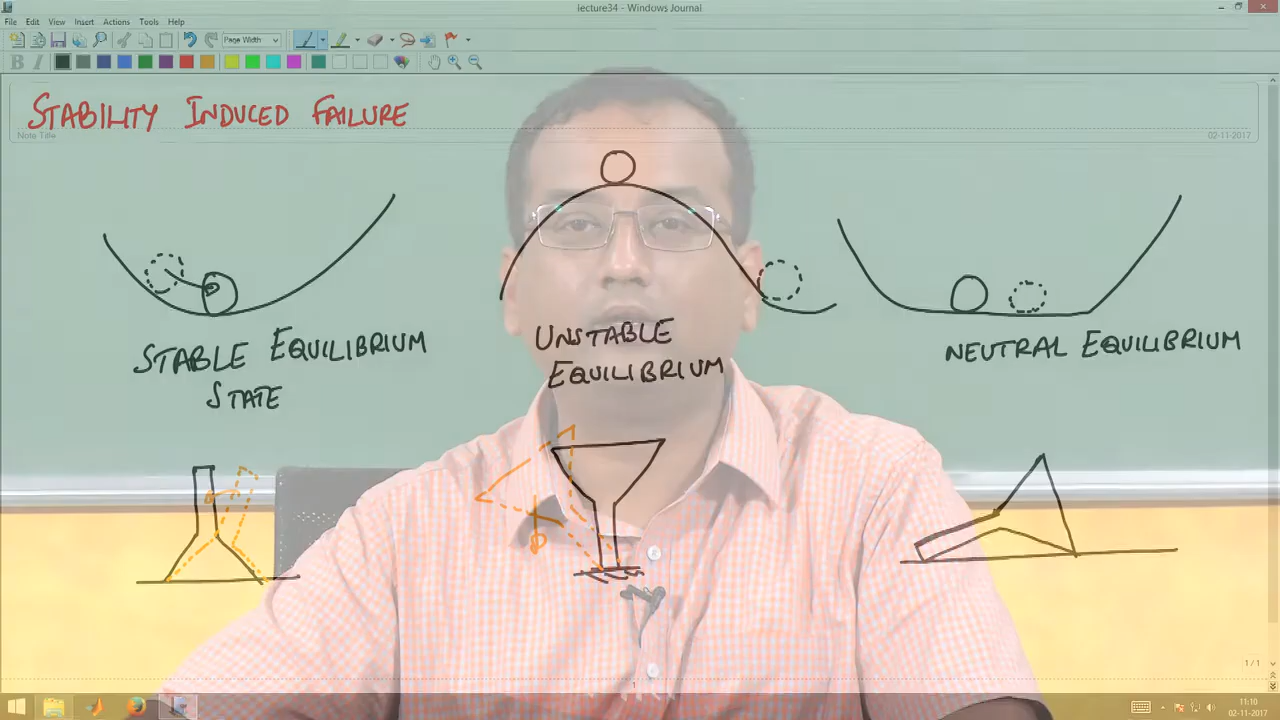 lecture34 - Windows Journal
File Edit View Insert Actions Tools Help
Page Width
B I
STABILITY INDUCED FAILURE
Note Title
02-11-2017
STABLE EQUILIBRIUM
STATE
UNSTABLE
EQUILIBRIUM
NEUTRAL EQUILIBRIUM
1
1 / 1
11:10
02-11-2017